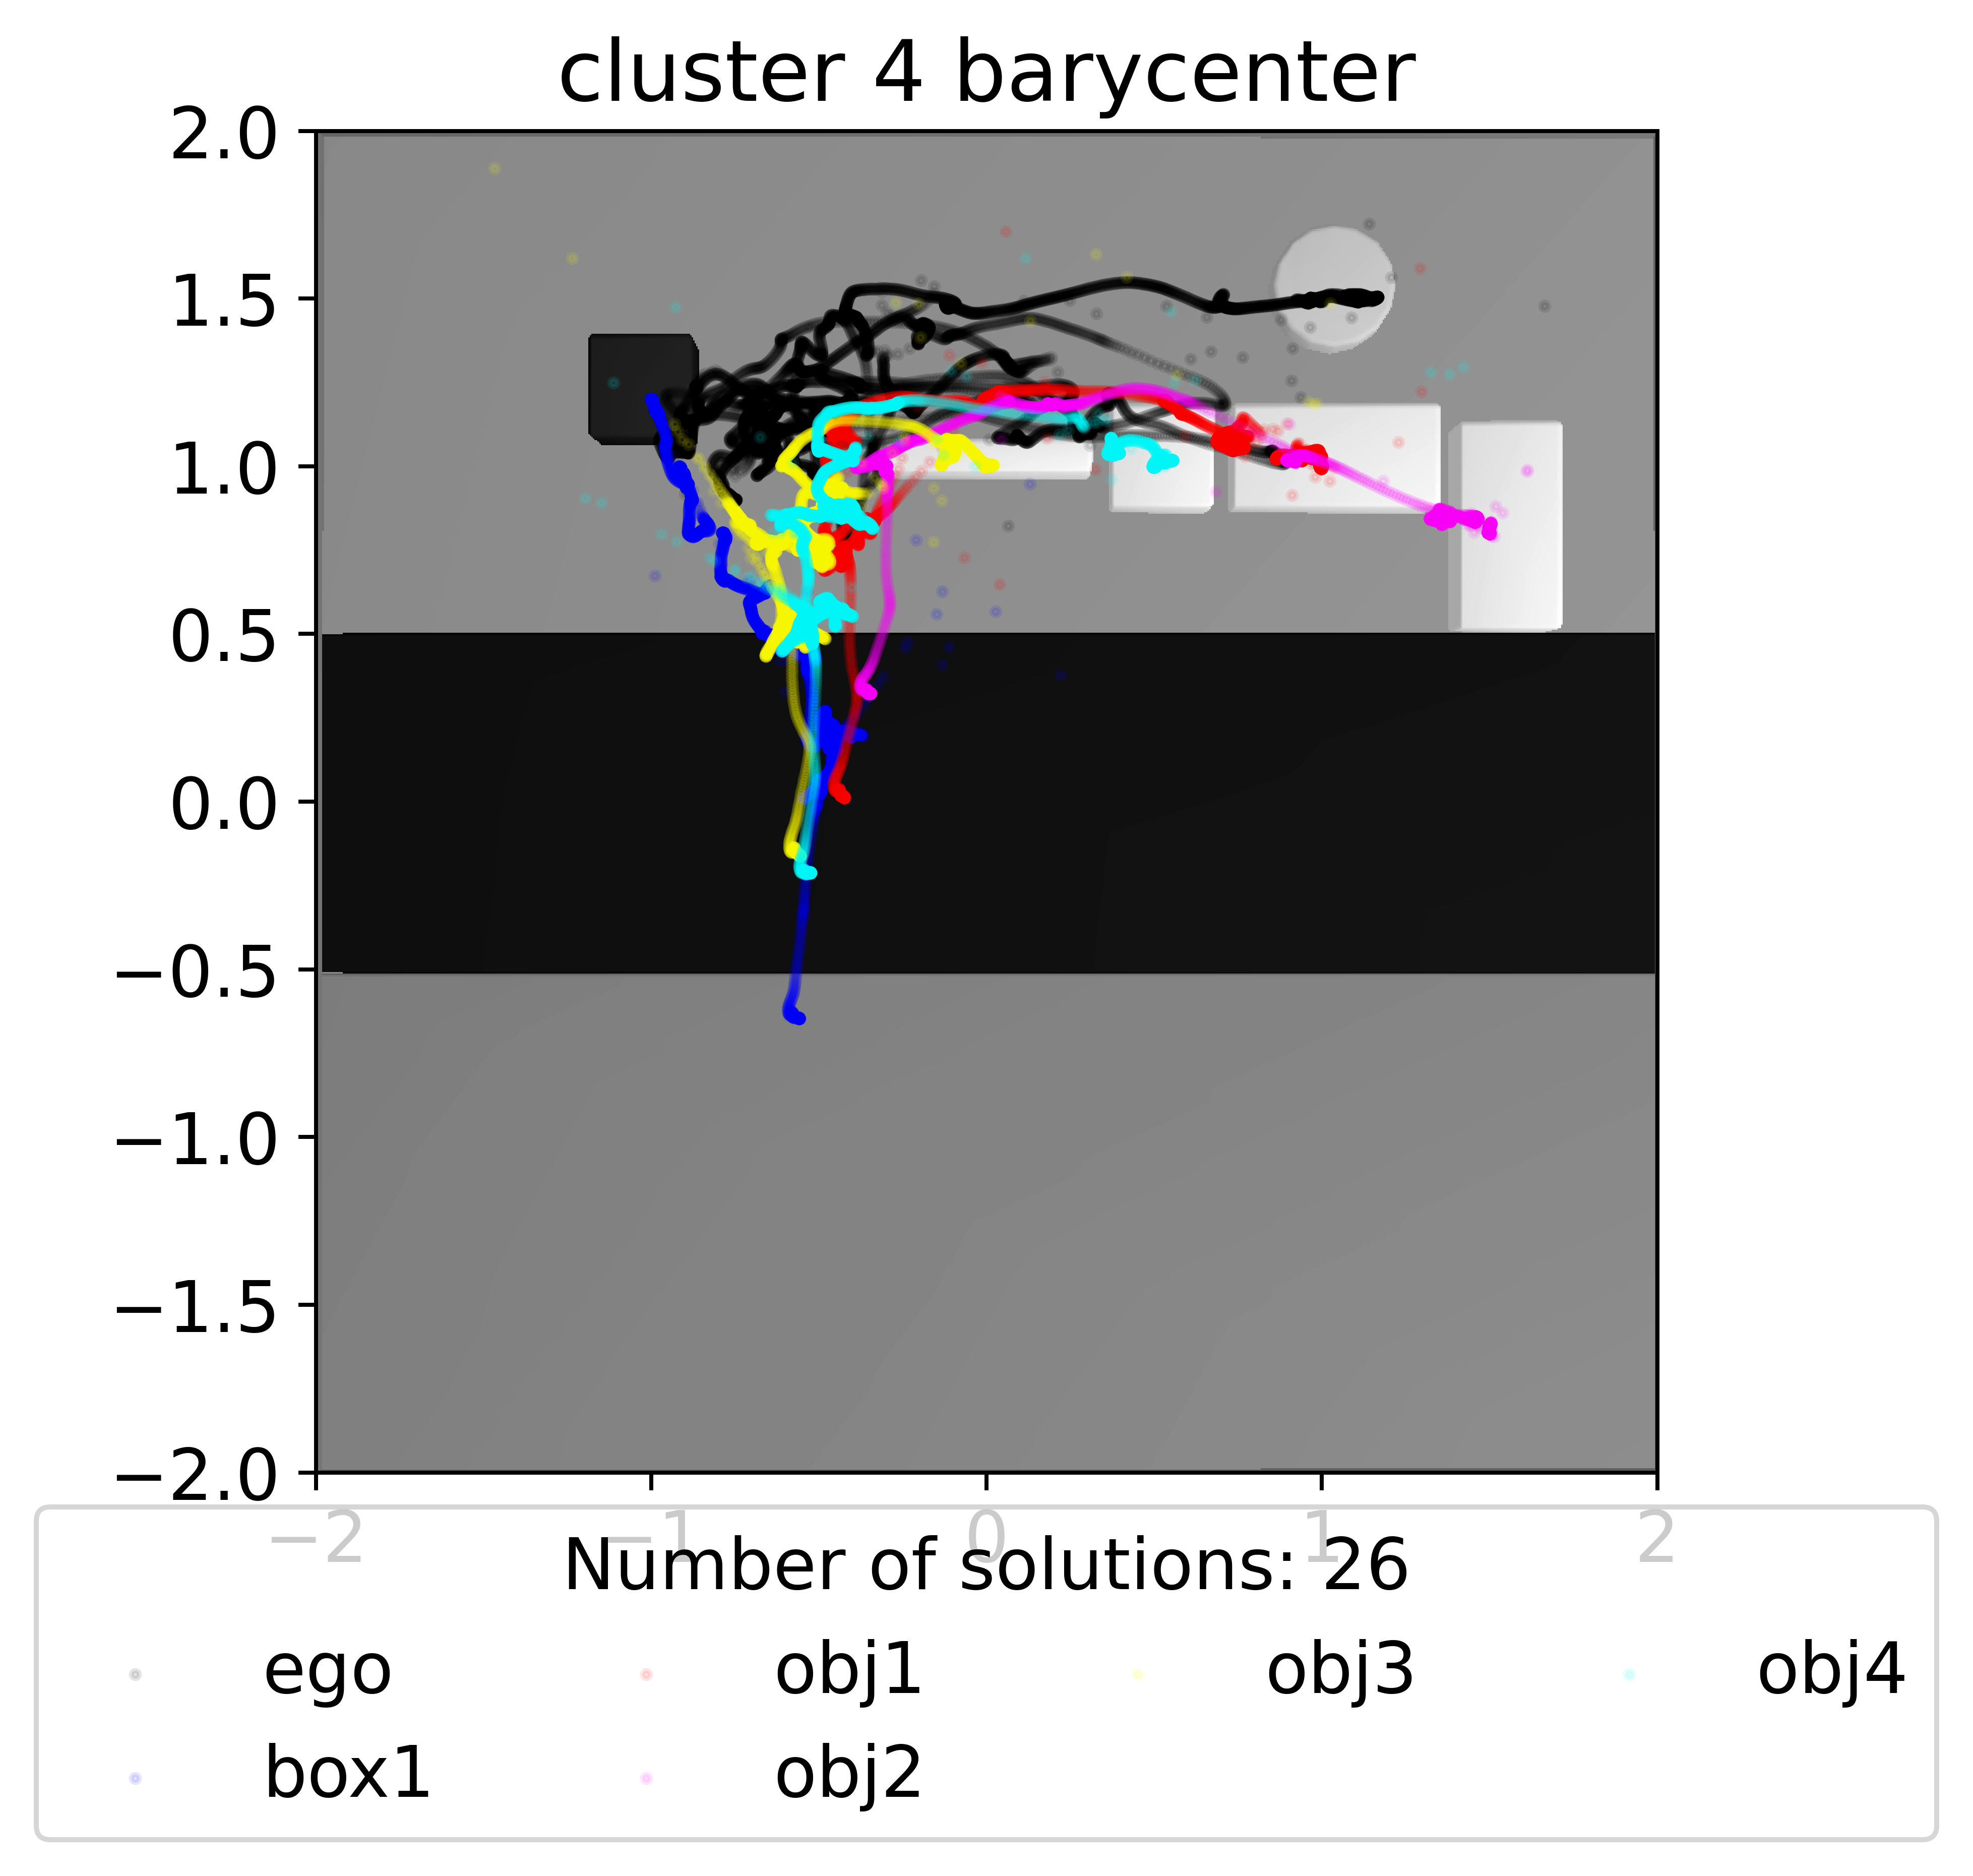 cluster 4 barycenter
2.0
1.5
1.0
0.5
0.0
−0.5
−1.0
−1.5
−2.0
−2 −1 0 1 2
Number of solutions: 26
ego obj1 obj3 obj4
box1 obj2